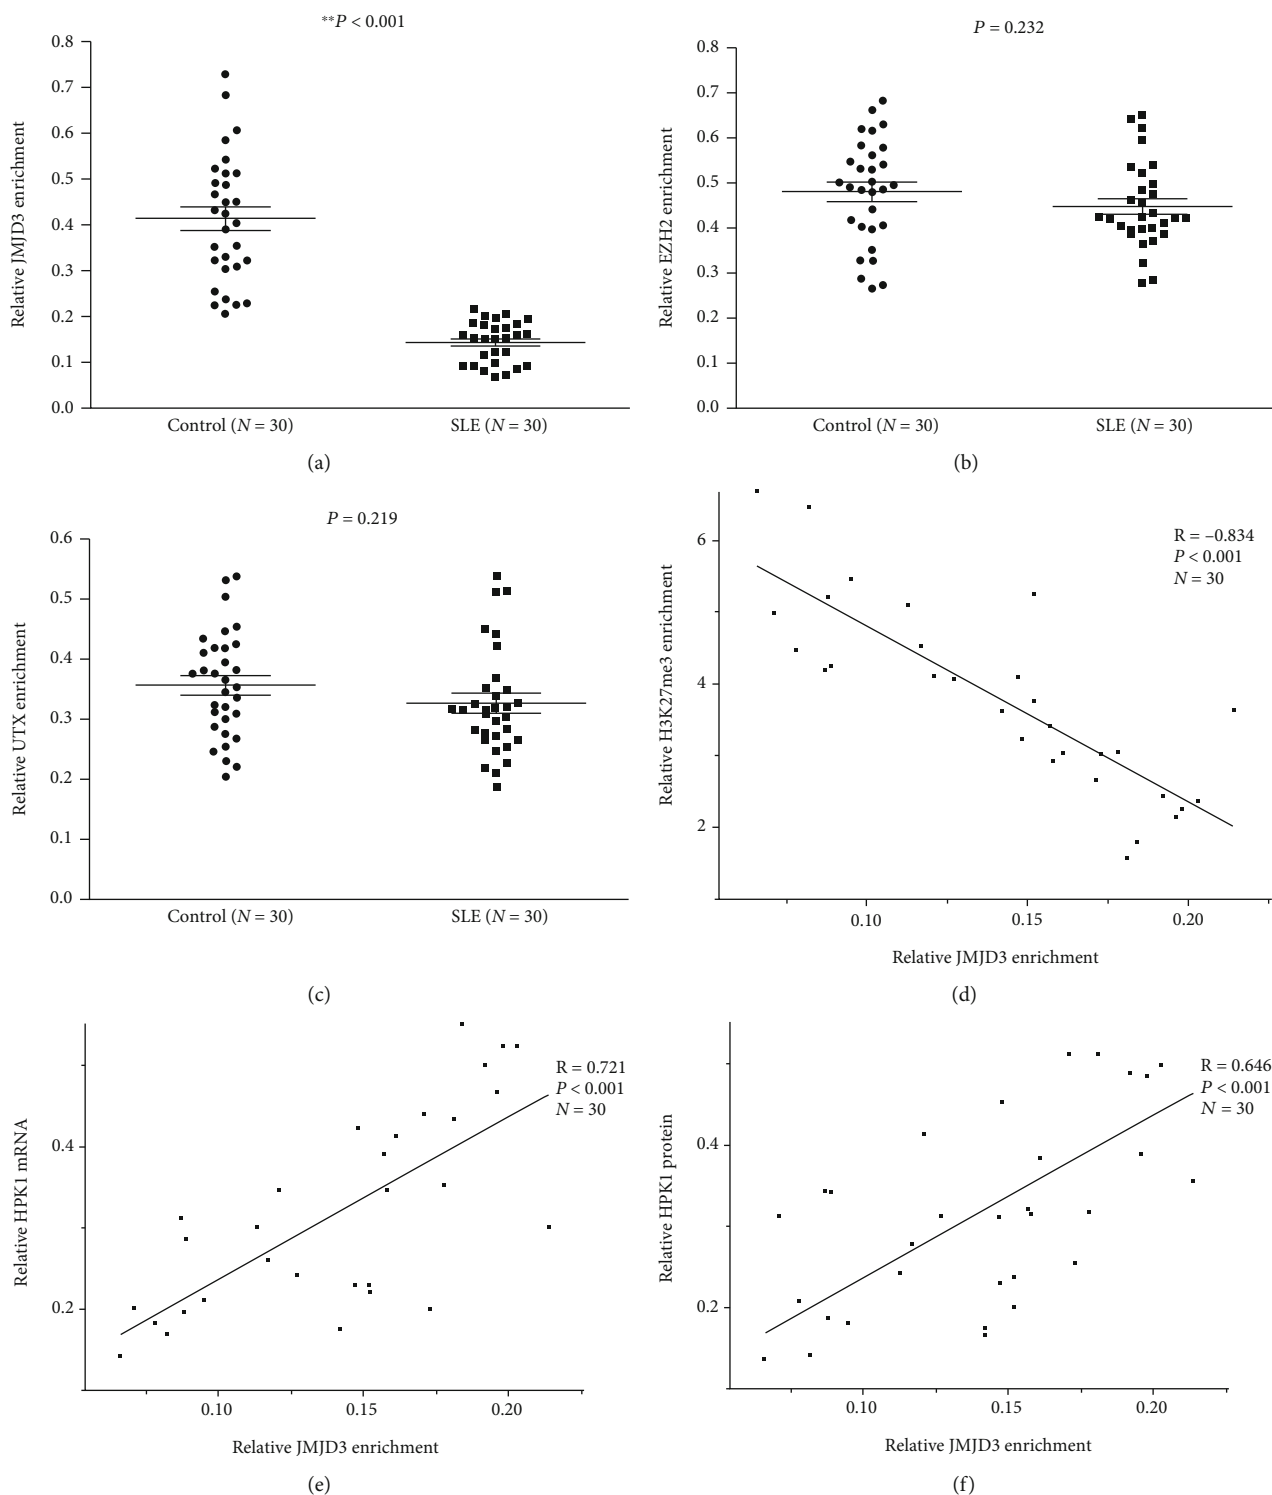 **P < 0.001
0.8
0.7
0.6
0.5
0.4
0.3
0.2
0.1
0.0
Relative JMJD3 enrichment
Control (N = 30)
SLE (N = 30)
(a)
P = 0.232
0.8
0.7
0.6
0.5
0.4
0.3
0.2
0.1
0.0
Relative EZH2 enrichment
Control (N = 30)
SLE (N = 30)
(b)
P = 0.219
0.6
0.5
0.4
0.3
0.2
0.1
0.0
Relative UTX enrichment
Control (N = 30)
SLE (N = 30)
(c)
R = –0.834
P < 0.001
N = 30
6
4
2
Relative H3K27me3 enrichment
0.10
0.15
0.20
Relative JMJD3 enrichment
(d)
R = 0.721
P < 0.001
N = 30
0.4
0.2
Relative HPK1 mRNA
0.10
0.15
0.20
Relative JMJD3 enrichment
(e)
R = 0.646
P < 0.001
N = 30
0.4
0.2
Relative HPK1 protein
0.10
0.15
0.20
Relative JMJD3 enrichment
(f)